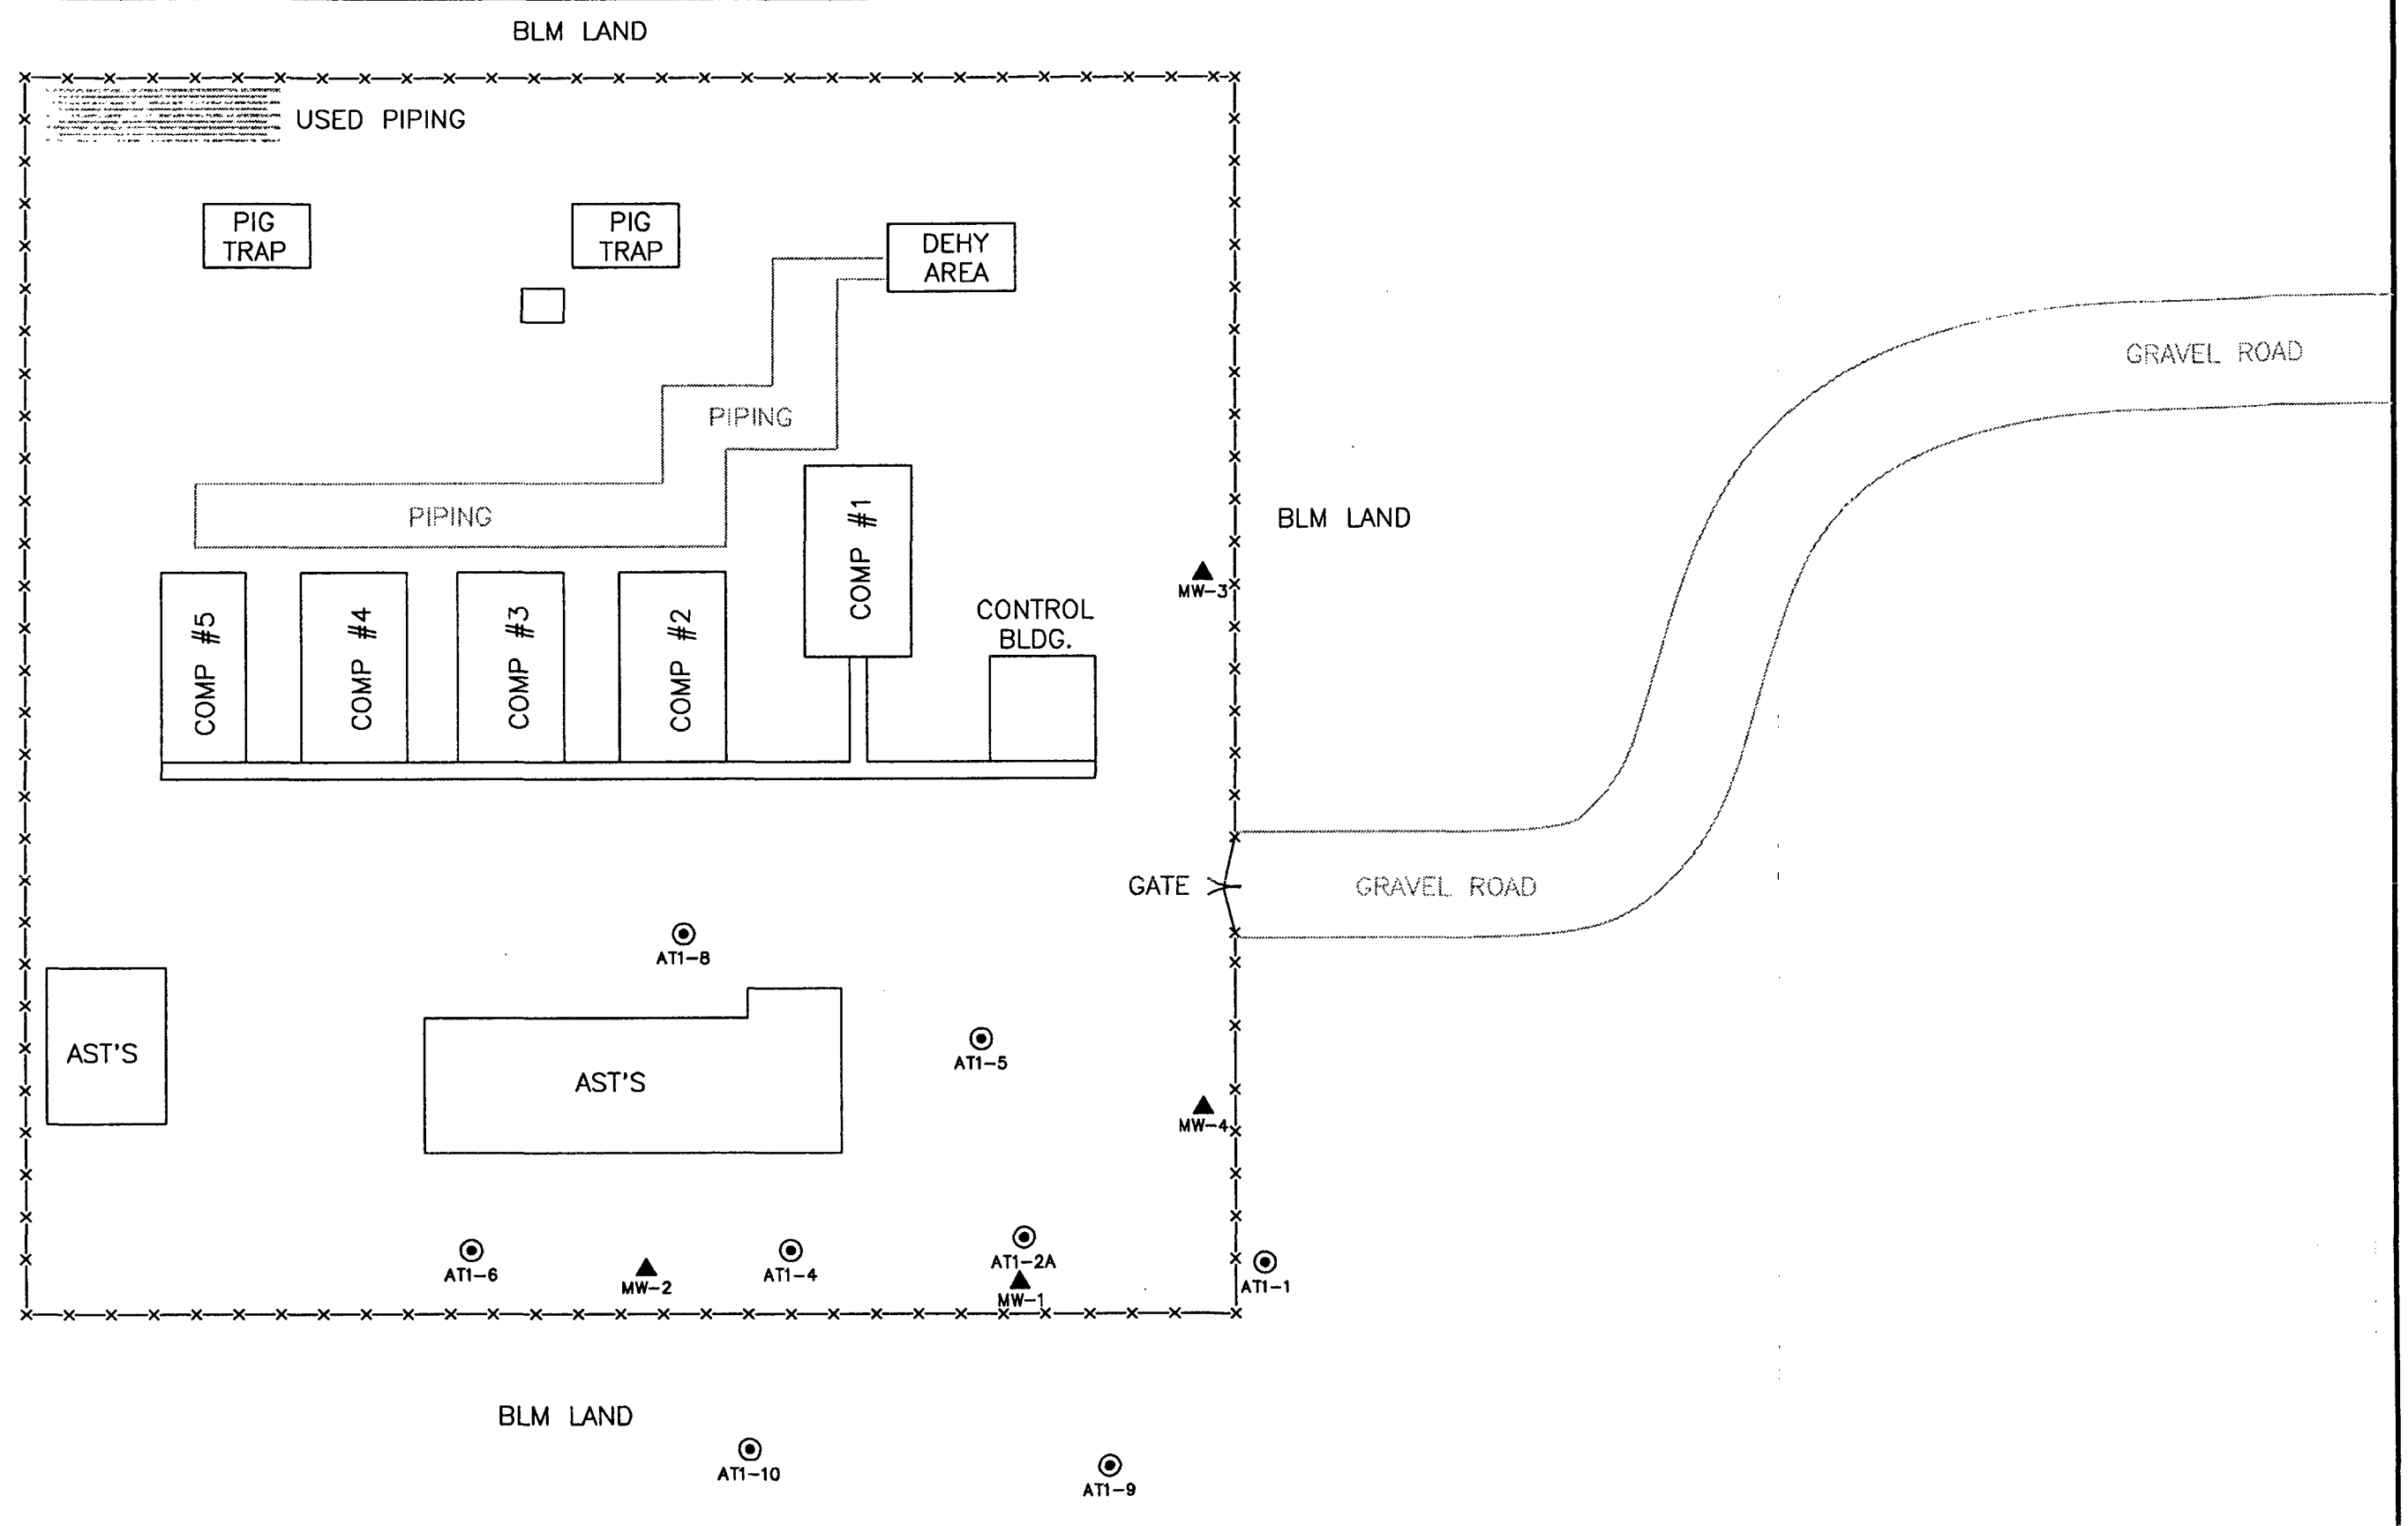 BLM LAND
USED PIPING
PIG
TRAP
PIG
TRAP
DEHY
AREA
GRAVEL ROAD
PIPING
PIPING
COMP #1
BLM LAND
MW-3
CONTROL
BLDG.
COMP #5
COMP #4
COMP #3
COMP #2
GATE
GRAVEL ROAD
AT1-8
AST'S
AST'S
AT1-5
MW-4
AT1-6
MW-2
AT1-4
AT1-2A
MW-1
AT1-1
BLM LAND
AT1-10
AT1-9